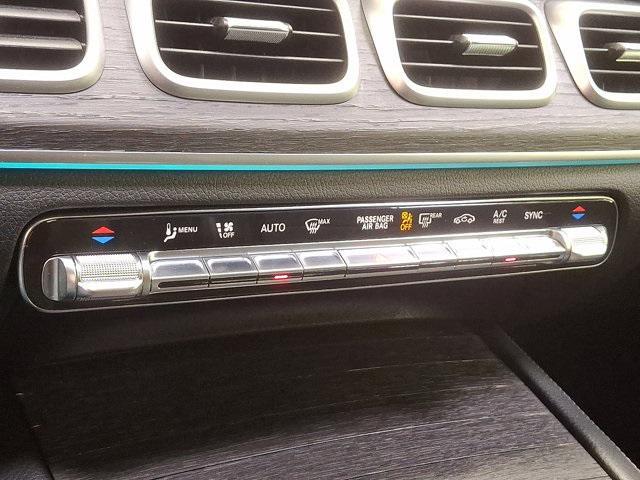 MENU
OFF
AUTO
MAX
PASSENGER
AIR BAG
OFF
REAR
A/C
REST
SYNC